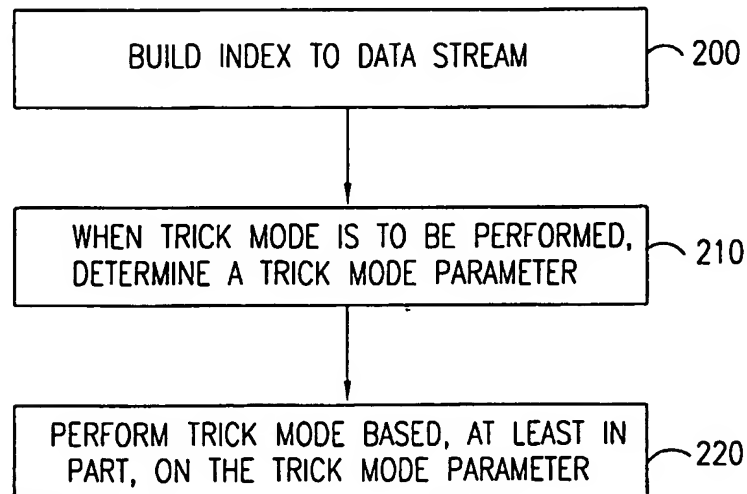 BUILD INDEX TO DATA STREAM
200
WHEN TRICK MODE IS TO BE PERFORMED,
DETERMINE A TRICK MODE PARAMETER
210
PERFORM TRICK MODE BASED, AT LEAST IN
PART, ON THE TRICK MODE PARAMETER
220